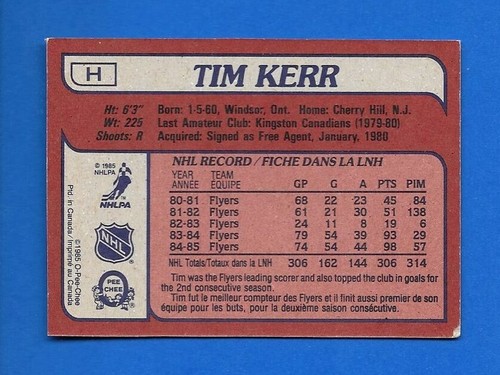 H
TIM KERR
Ht: 6'3" Born: 1-5-60, Windsor, Ont. Home: Cherry Hill, N.J.
Wt: 225 Last Amateur Club: Kingston Canadians (1979-80)
Shoots: R Acquired: Signed as Free Agent, January, 1980
© 1985
NHLPA
NHLPA
NHL
O-PEE-CHEE
©1985 O-Pee-Chee
Ptd. in Canada/Imprimé au Canada
NHL RECORD/FICHE DANS LA LNH
YEAR TEAM
ANNÉE ÉQUIPE GP G A PTS PIM
80-81 Flyers 68 22 23 45 84
81-82 Flyers 61 21 30 51 138
82-83 Flyers 24 11 8 19 6
83-84 Flyers 79 54 39 93 29
84-85 Flyers 74 54 44 98 57
NHL Totals/Totaux dans la LNH 306 162 144 306 314
Tim was the Flyers leading scorer and also topped the club in goals for
the 2nd consecutive season.
Tim fut le meilleur compteur des Flyers et il finit aussi premier de son
équipe pour les buts, pour la deuxième saison consécutive.